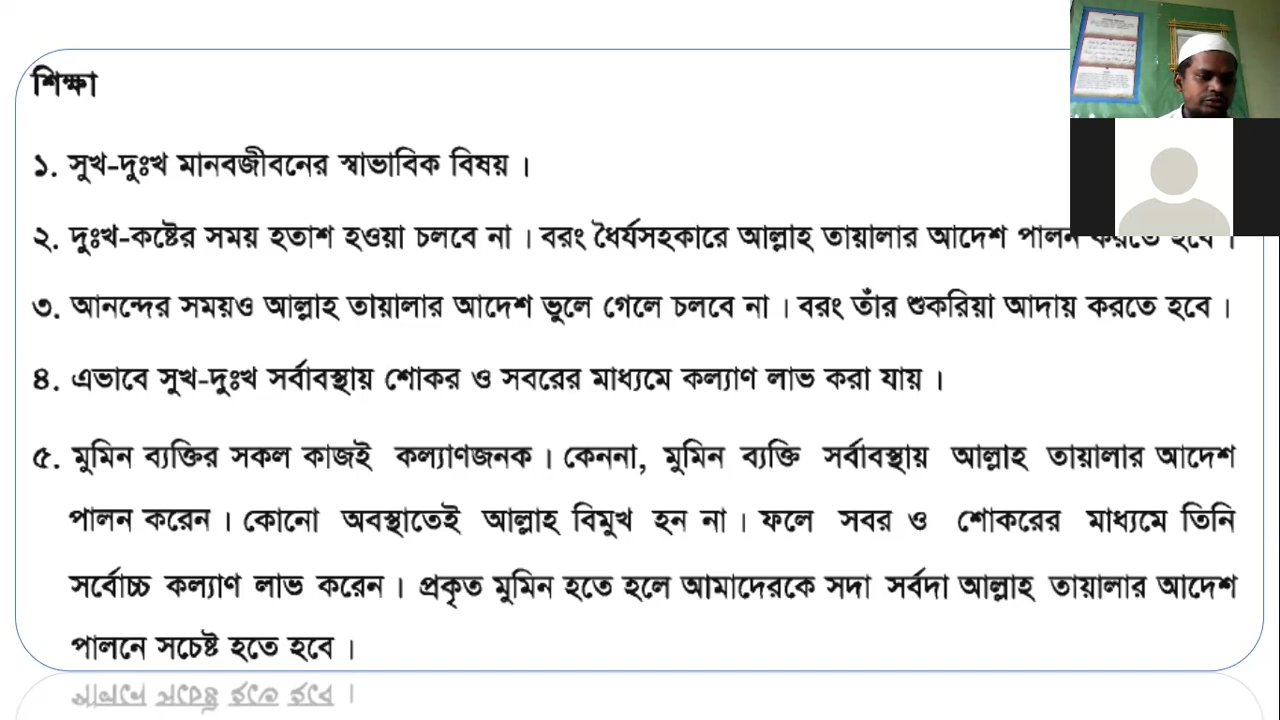 শিক্ষা
১. সুখ-দুঃখ মানবজীবনের স্বাভাবিক বিষয়।
২. দুঃখ-কষ্টের সময় হতাশ হওয়া চলবে না। বরং ধৈর্যসহকারে আল্লাহ তায়ালার আদেশ পালন করতে হবে।
৩. আনন্দের সময়ও আল্লাহ তায়ালার আদেশ ভুলে গেলে চলবে না। বরং তাঁর শুকরিয়া আদায় করতে হবে।
৪. এভাবে সুখ-দুঃখ সর্বাবস্থায় শোকর ও সবরের মাধ্যমে কল্যাণ লাভ করা যায়।
৫. মুমিন ব্যক্তির সকল কাজই কল্যাণজনক। কেননা, মুমিন ব্যক্তি সর্বাবস্থায় আল্লাহ তায়ালার আদেশ
পালন করেন। কোনো অবস্থাতেই আল্লাহ বিমুখ হন না। ফলে সবর ও শোকরের মাধ্যমে তিনি
সর্বোচ্চ কল্যাণ লাভ করেন। প্রকৃত মুমিন হতে হলে আমাদেরকে সদা সর্বদা আল্লাহ তায়ালার আদেশ
পালনে সচেষ্ট হতে হবে।